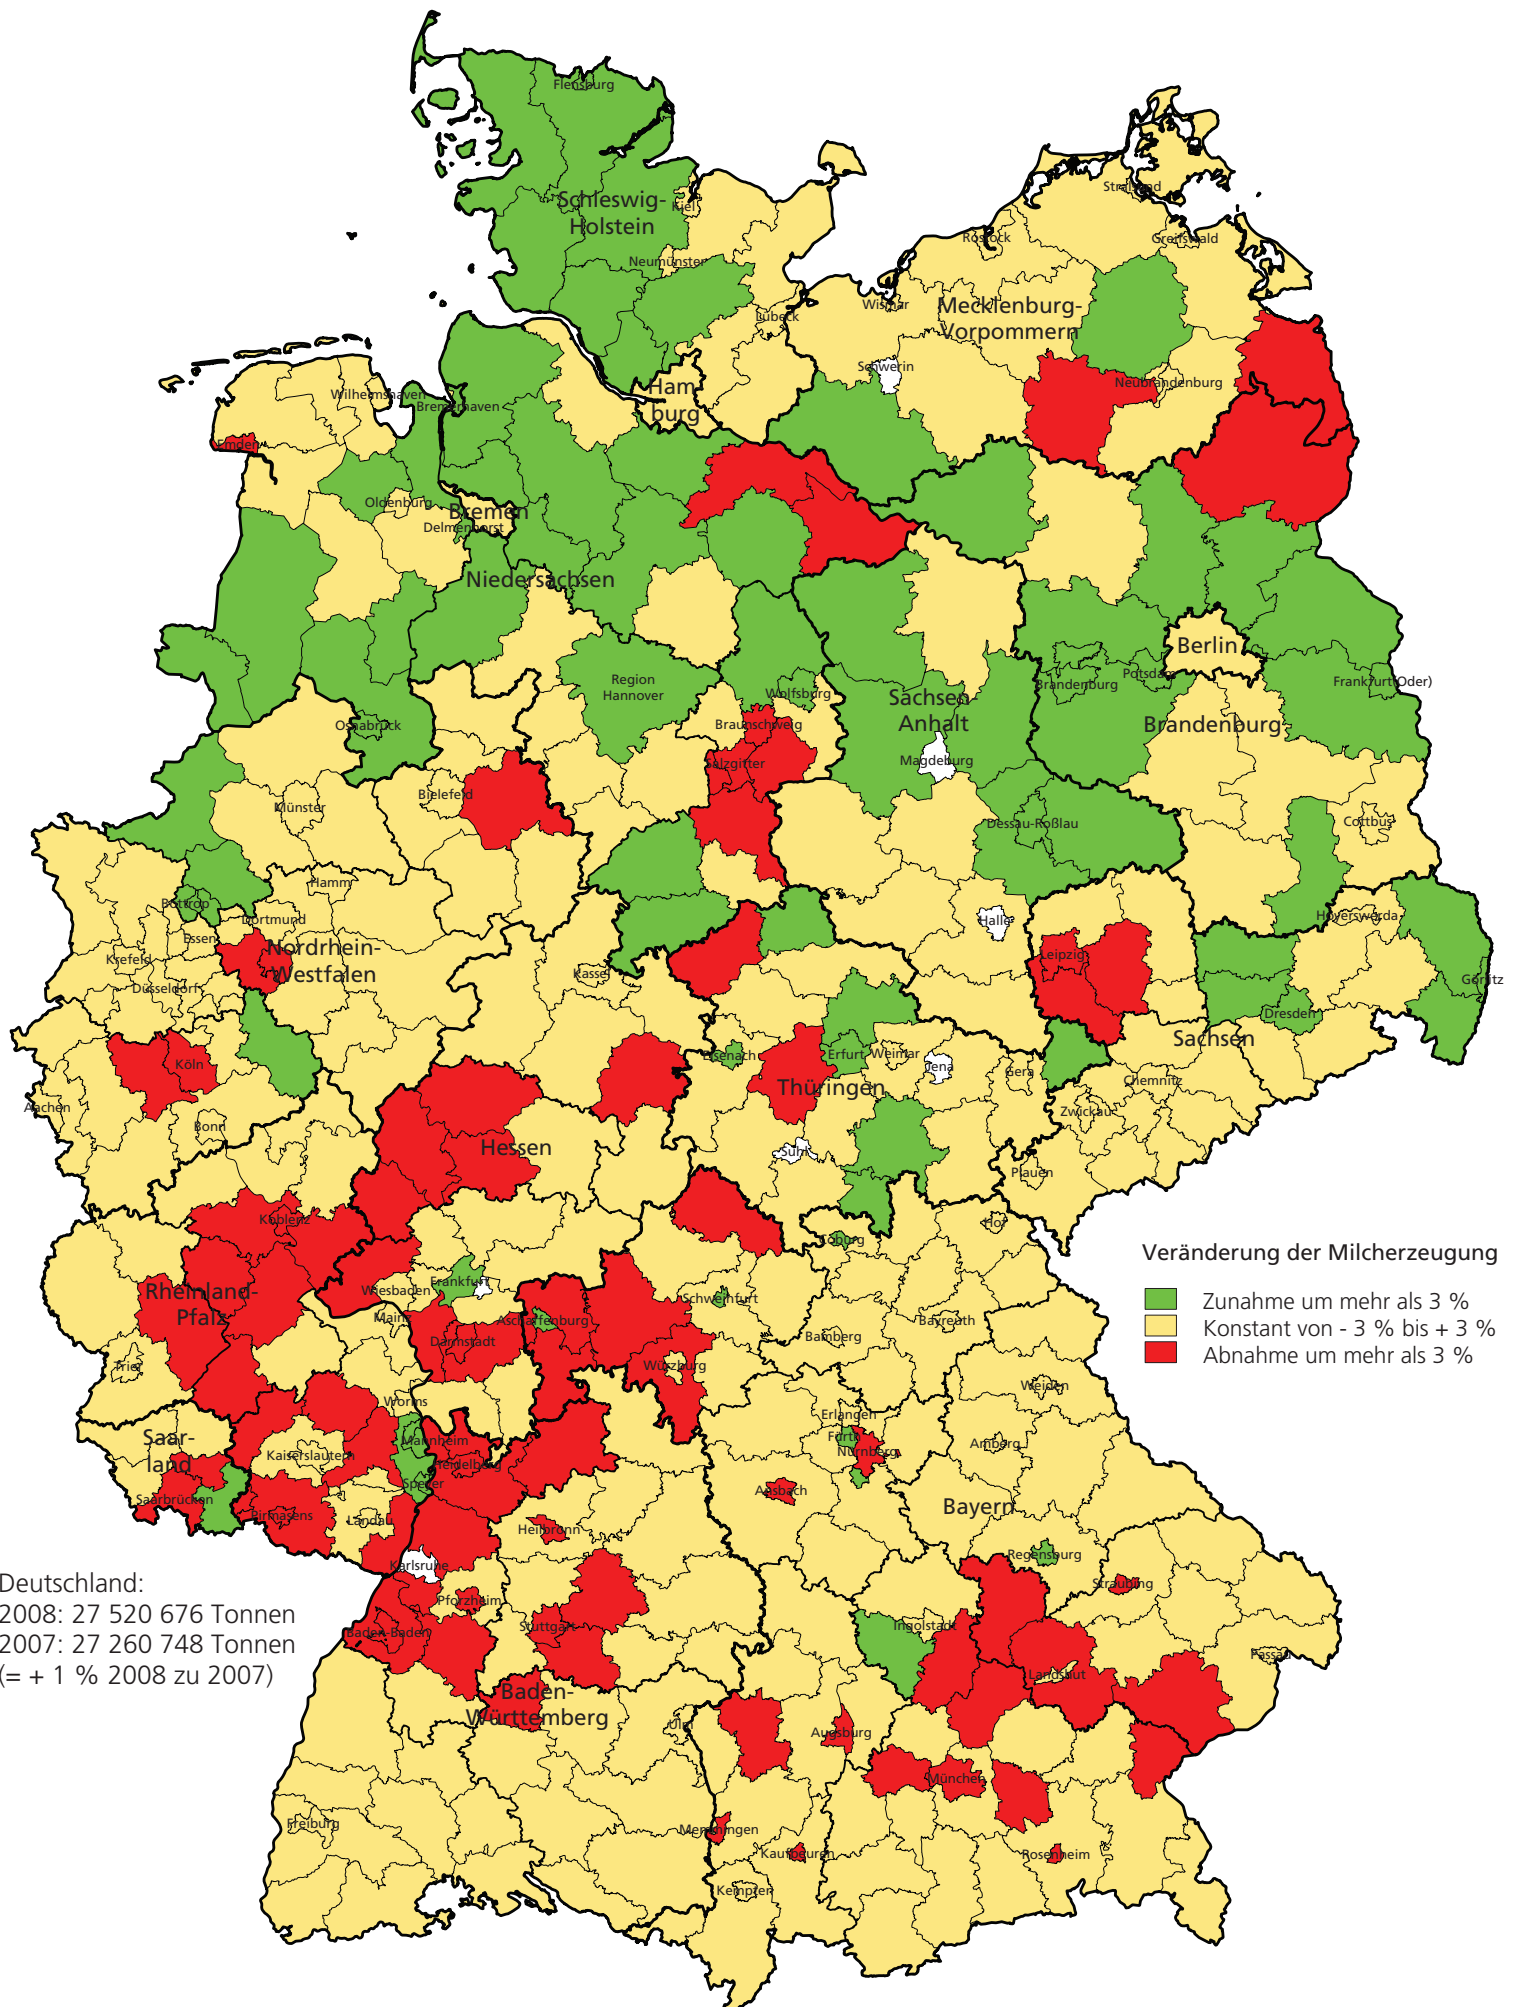 Flensburg
Schleswig-
Holstein
Kiel
Neumünster
Lübeck
Stralsund
Rostock
Greifswald
Wismar
Mecklenburg-
Vorpommern
Schwerin
Neubrandenburg
Ham-
burg
Wilhelmshaven
Bremerhaven
Emden
Oldenburg
Bremen
Delmenhorst
Niedersachsen
Region
Hannover
Wolfsburg
Braunschweig
Salzgitter
Osnabrück
Sachsen
Anhalt
Magdeburg
Dessau-Roßlau
Halle
Berlin
Potsdam
Brandenburg
Frankfurt(Oder)
Brandenburg
Cottbus
Münster
Bielefeld
Hamm
Bottrop
Dortmund
Essen
Krefeld
Düsseldorf
Nordrhein-
Westfalen
Köln
Aachen
Bonn
Kassel
Hessen
Leipzig
Hoyerswerda
Görlitz
Dresden
Sachsen
Chemnitz
Zwickau
Plauen
Eisenach
Erfurt
Weimar
Jena
Gera
Thüringen
Suhl
Koblenz
Rheinland-
Pfalz
Trier
Wiesbaden
Frankfurt
Mainz
Darmstadt
Worms
Aschaffenburg
Schweinfurt
Würzburg
Coburg
Hof
Bamberg
Bayreuth
Veränderung der Milcherzeugung
Zunahme um mehr als 3 %
Konstant von - 3 % bis + 3 %
Abnahme um mehr als 3 %
Weiden
Erlangen
Fürth
Nürnberg
Amberg
Ansbach
Bayern
Saar-
land
Saarbrücken
Kaiserslautern
Mannheim
Heidelberg
Speyer
Pirmasens
Landau
Heilbronn
Karlsruhe
Pforzheim
Baden-Baden
Stuttgart
Regensburg
Straubing
Ingolstadt
Landshut
Passau
Deutschland:
2008: 27 520 676 Tonnen
2007: 27 260 748 Tonnen
(= + 1 % 2008 zu 2007)
Baden-
Württemberg
Ulm
Augsburg
München
Freiburg
Memmingen
Kaufbeuren
Rosenheim
Kempten